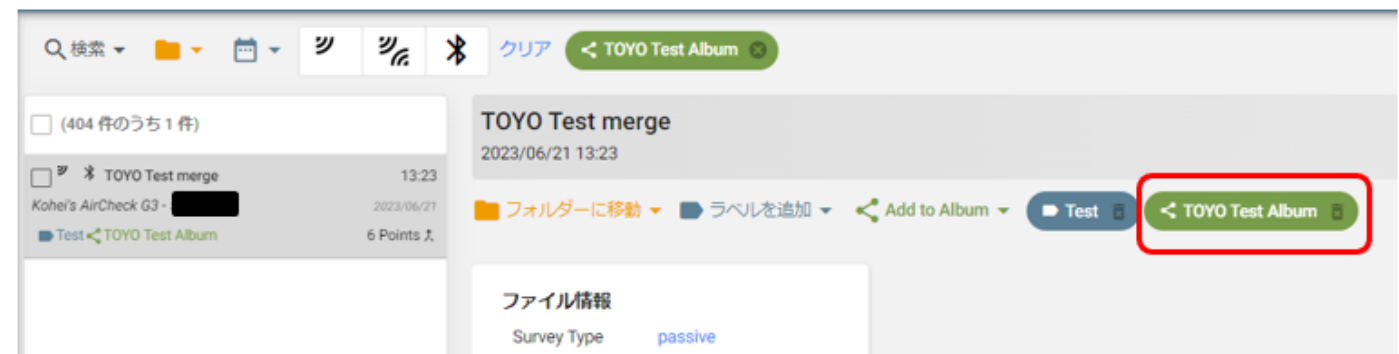 検索
クリア
TOYO Test Album
(404 件のうち 1 件)
TOYO Test merge
13:23
Kohei's AirCheck G3 -
2023/06/21
Test TOYO Test Album
6 Points
TOYO Test merge
2023/06/21 13:23
フォルダーに移動
ラベルを追加
Add to Album
Test
TOYO Test Album
ファイル情報
Survey Type passive